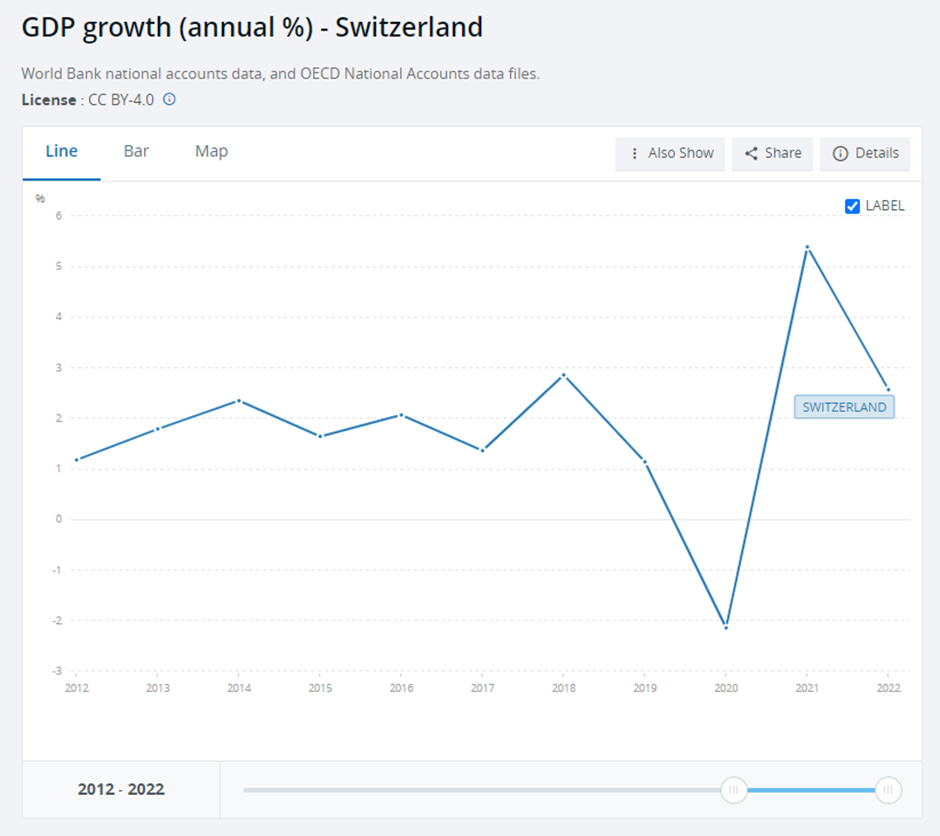 GDP growth (annual %) - Switzerland
World Bank national accounts data, and OECD National Accounts data files.
License : CC BY-4.0
Line Bar Map Also Show Share Details
%
LABEL
6
5
4
3
2
1
0
-1
-2
-3
SWITZERLAND
2012 2013 2014 2015 2016 2017 2018 2019 2020 2021 2022
2012 - 2022